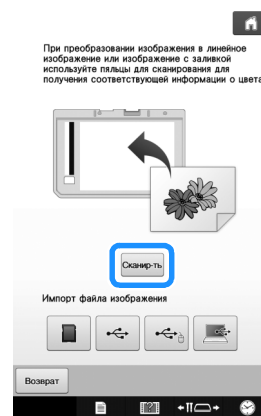 При преобразовании изображения в линейное
изображение или изображение с заливкой
используйте пяльцы для сканирования для
получения соответствующей информации о цвета
Сканир-ть
Импорт файла изображения
Возврат